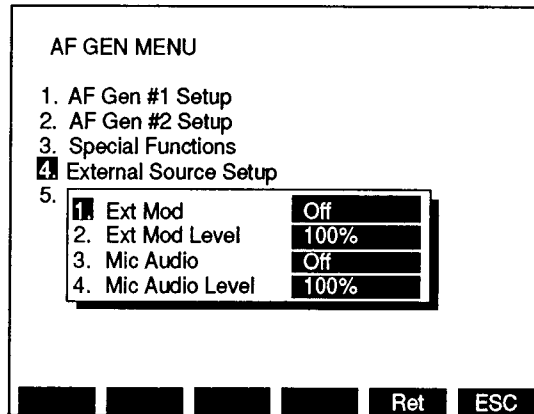 AF GEN MENU
1. AF Gen #1 Setup
2. AF Gen #2 Setup
3. Special Functions
4. External Source Setup
5.
1. Ext Mod Off
2. Ext Mod Level 100%
3. Mic Audio Off
4. Mic Audio Level 100%
Ret ESC